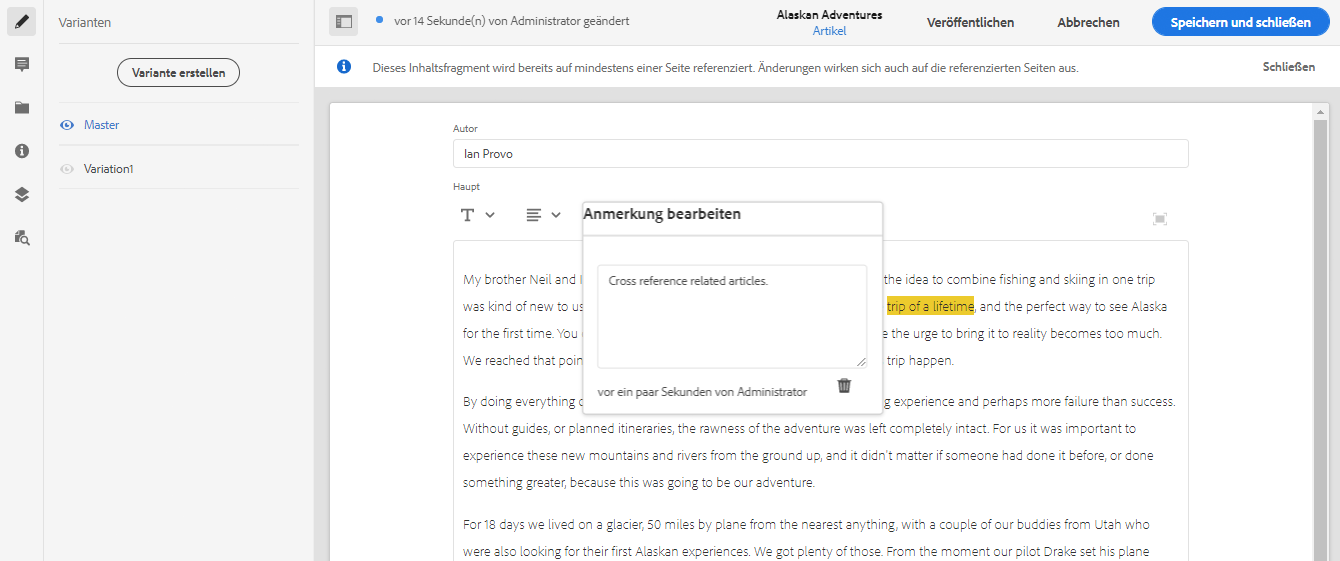 Varianten
Variante erstellen
Master
Variation1
vor 14 Sekunde(n) von Administrator geändert
Alaskan Adventures
Artikel
Veröffentlichen
Abbrechen
Speichern und schließen
Dieses Inhaltsfragment wird bereits auf mindestens einer Seite referenziert. Änderungen wirken sich auch auf die referenzierten Seiten aus.
Schließen
Autor
Ian Provo
Haupt
Anmerkung bearbeiten
Cross reference related articles.
vor ein paar Sekunden von Administrator
My brother Neil and the idea to combine fishing and skiing in one trip
was kind of new to us trip of a lifetime, and the perfect way to see Alaska
for the first time. You the urge to bring it to reality becomes too much.
We reached that poin trip happen.
By doing everything experience and perhaps more failure than success.
Without guides, or planned itineraries, the rawness of the adventure was left completely intact. For us it was important to
experience these new mountains and rivers from the ground up, and it didn't matter if someone had done it before, or done
something greater, because this was going to be our adventure.
For 18 days we lived on a glacier, 50 miles by plane from the nearest anything, with a couple of our buddies from Utah who
were also looking for their first Alaskan experiences. We got plenty of those. From the moment our pilot Drake set his plane